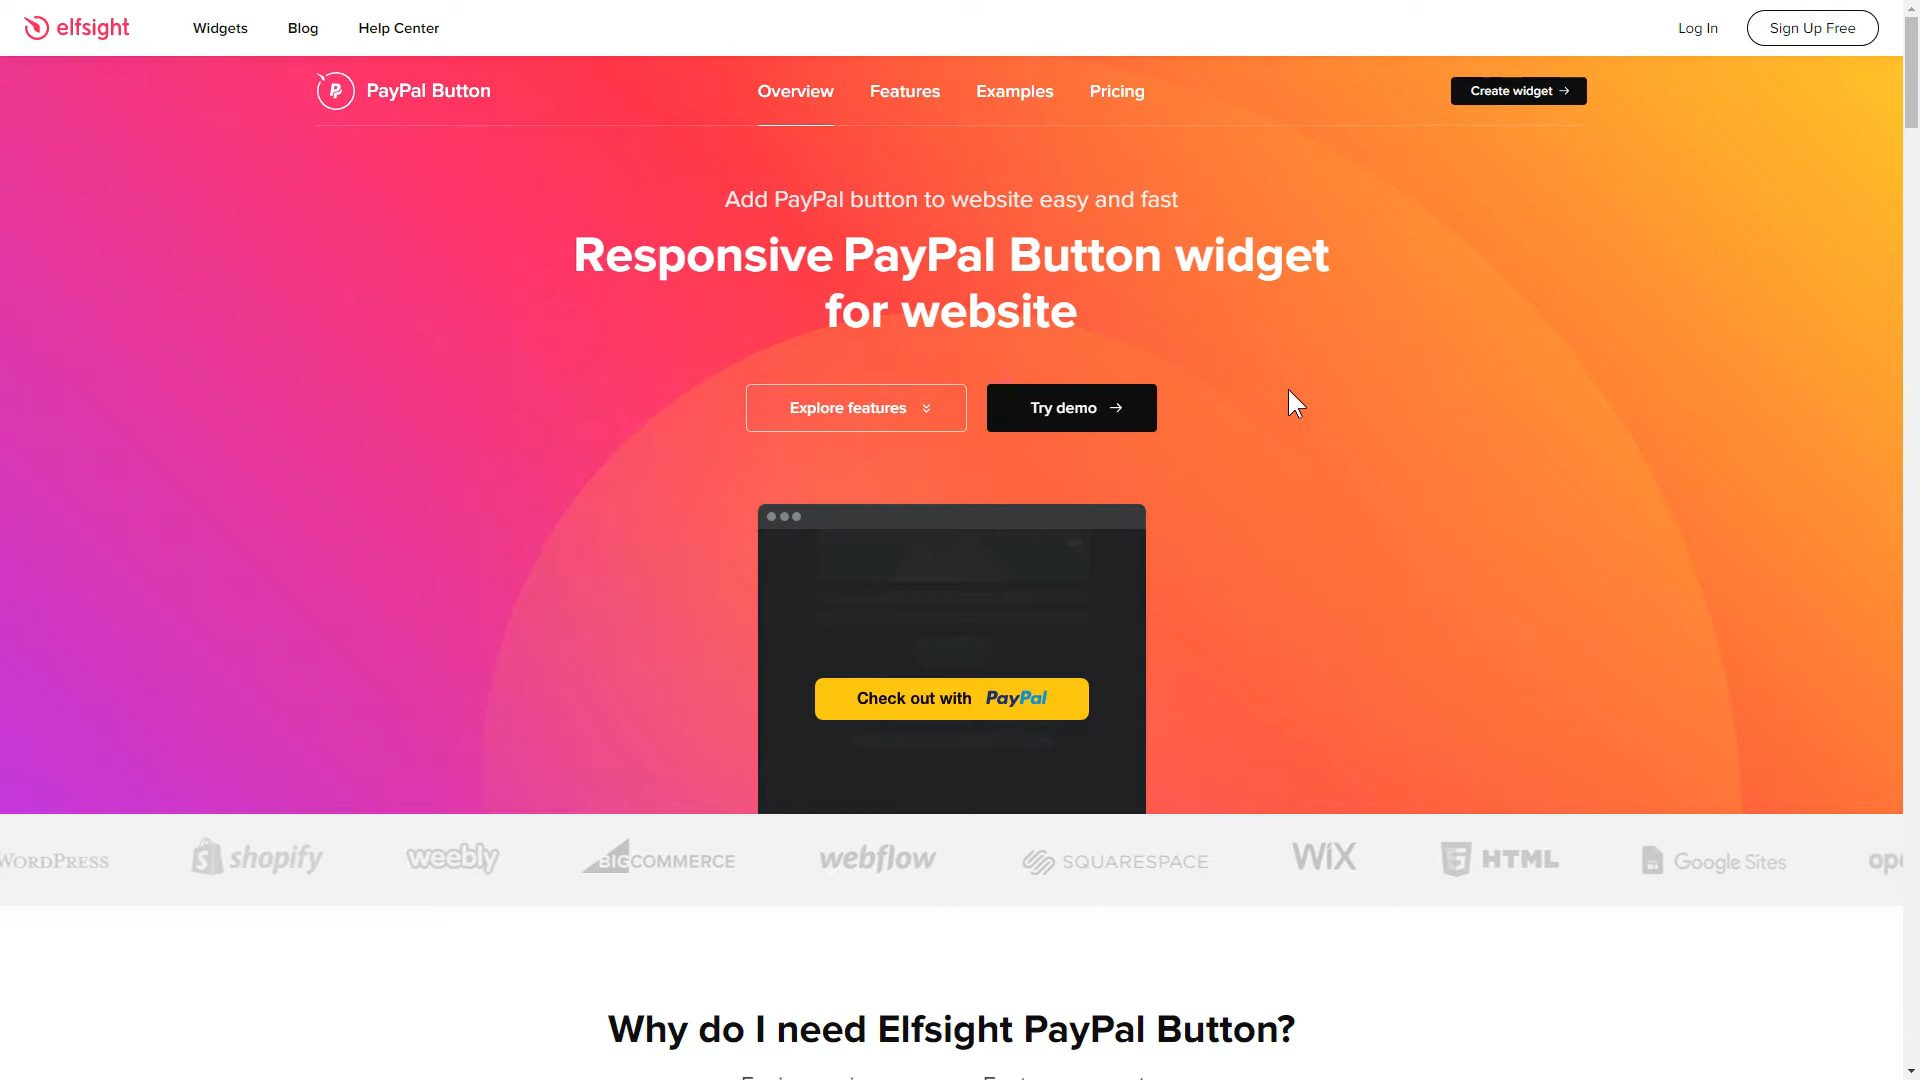 elfsight Widgets Blog Help Center Log In Sign Up Free
PayPal Button Overview Features Examples Pricing Create widget →
Add PayPal button to website easy and fast
Responsive PayPal Button widget
for website
Explore features Try demo →
Check out with PayPal
WORDPRESS shopify weebly BIGCOMMERCE webflow SQUARESPACE WIX HTML Google Sites
Why do I need Elfsight PayPal Button?